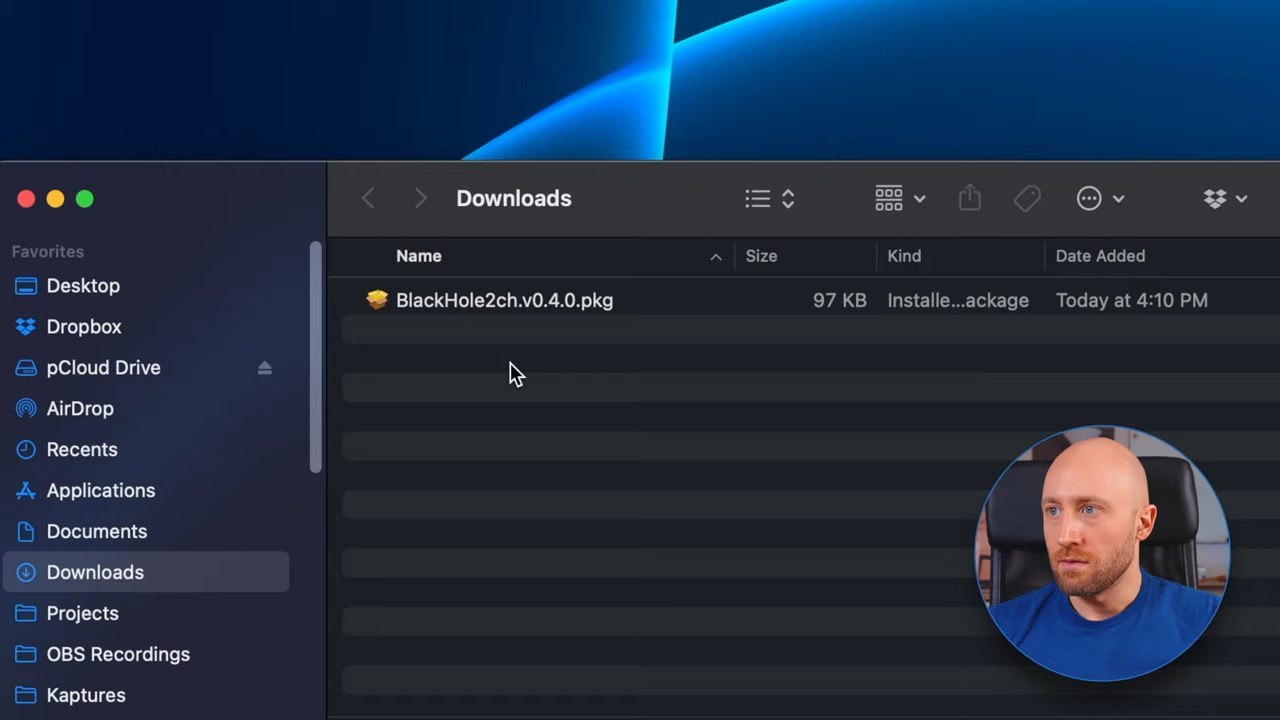 Downloads
Favorites
Desktop
Dropbox
pCloud Drive
AirDrop
Recents
Applications
Documents
Downloads
Projects
OBS Recordings
Kaptures
Name Size Kind Date Added
BlackHole2ch.v0.4.0.pkg 97 KB Installe...ackage Today at 4:10 PM